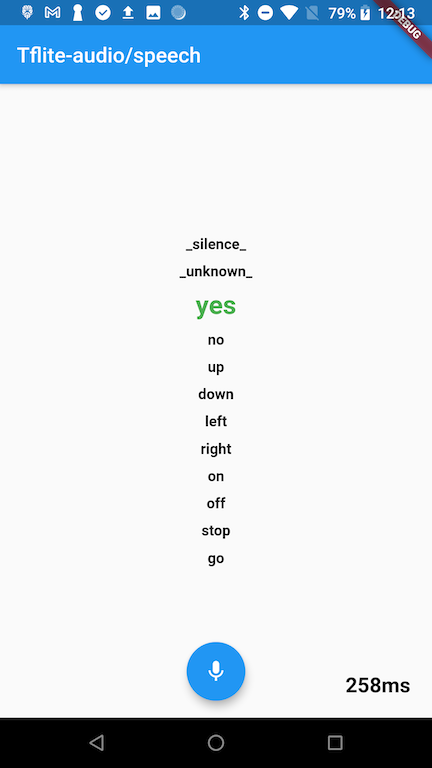 79% 12:13
DEBUG
Tflite-audio/speech
_silence_
_unknown_
yes
no
up
down
left
right
on
off
stop
go
258ms